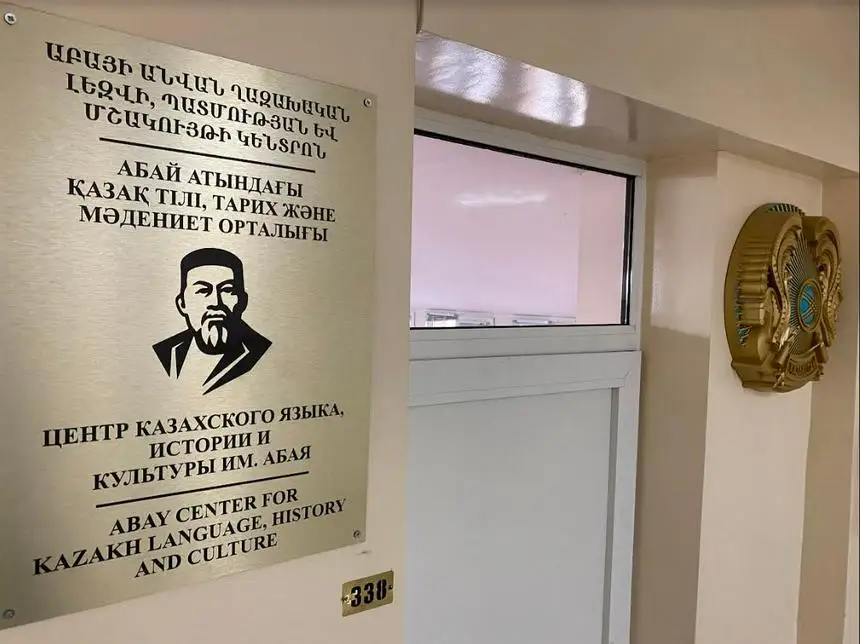 ԱԲԱՅԻ ԱՆՎԱՆ ՂԱԶԱԽԱԿԱՆ
ԼԵԶՎԻ, ՊԱՏՄՈՒԹՅԱՆ ԵՎ
ՄՇԱԿՈՒՅԹԻ ԿԵՆՏՐՈՆ
АБАЙ АТЫНДАҒЫ
ҚАЗАҚ ТІЛІ, ТАРИХ ЖӘНЕ
МӘДЕНИЕТ ОРТАЛЫҒЫ
ЦЕНТР КАЗАХСКОГО ЯЗЫКА,
ИСТОРИИ И
КУЛЬТУРЫ ИМ. АБАЯ
ABAY CENTER FOR
KAZAKH LANGUAGE, HISTORY
AND CULTURE
338